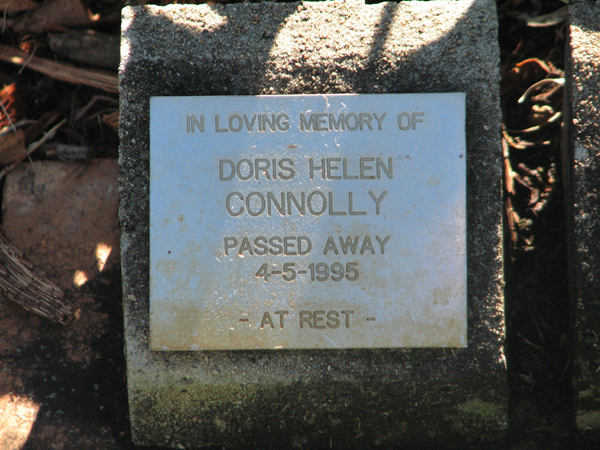 IN LOVING MEMORY OF
DORIS HELEN
CONNOLLY
PASSED AWAY
4-5-1995
- AT REST -